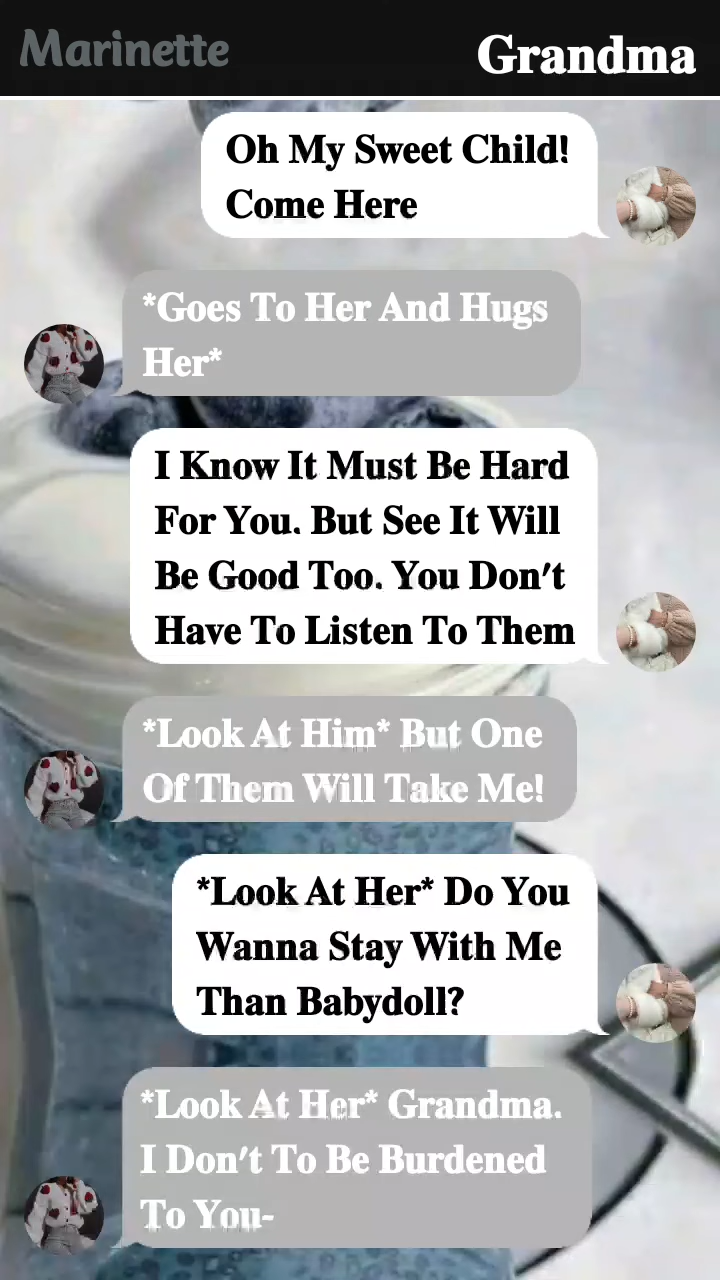 Marinette
Grandma
Oh My Sweet Child!
Come Here
*Goes To Her And Hugs
Her*
I Know It Must Be Hard
For You. But See It Will
Be Good Too. You Don't
Have To Listen To Them
*Look At Him* But One
Of Them Will Take Me!
*Look At Her* Do You
Wanna Stay With Me
Than Babydoll?
*Look At Her* Grandma.
I Don't To Be Burdened
To You-